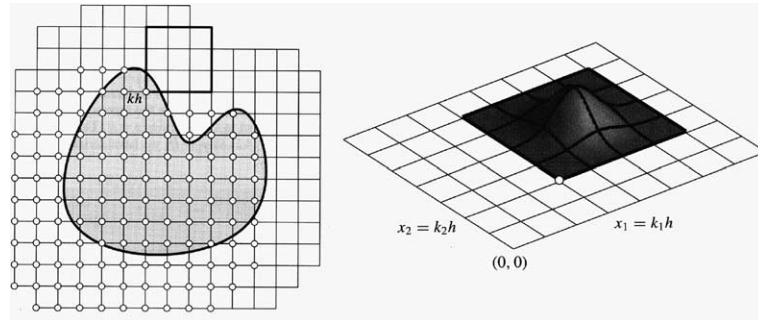 kh
x₂ = k₂h
x₁ = k₁h
(0, 0)